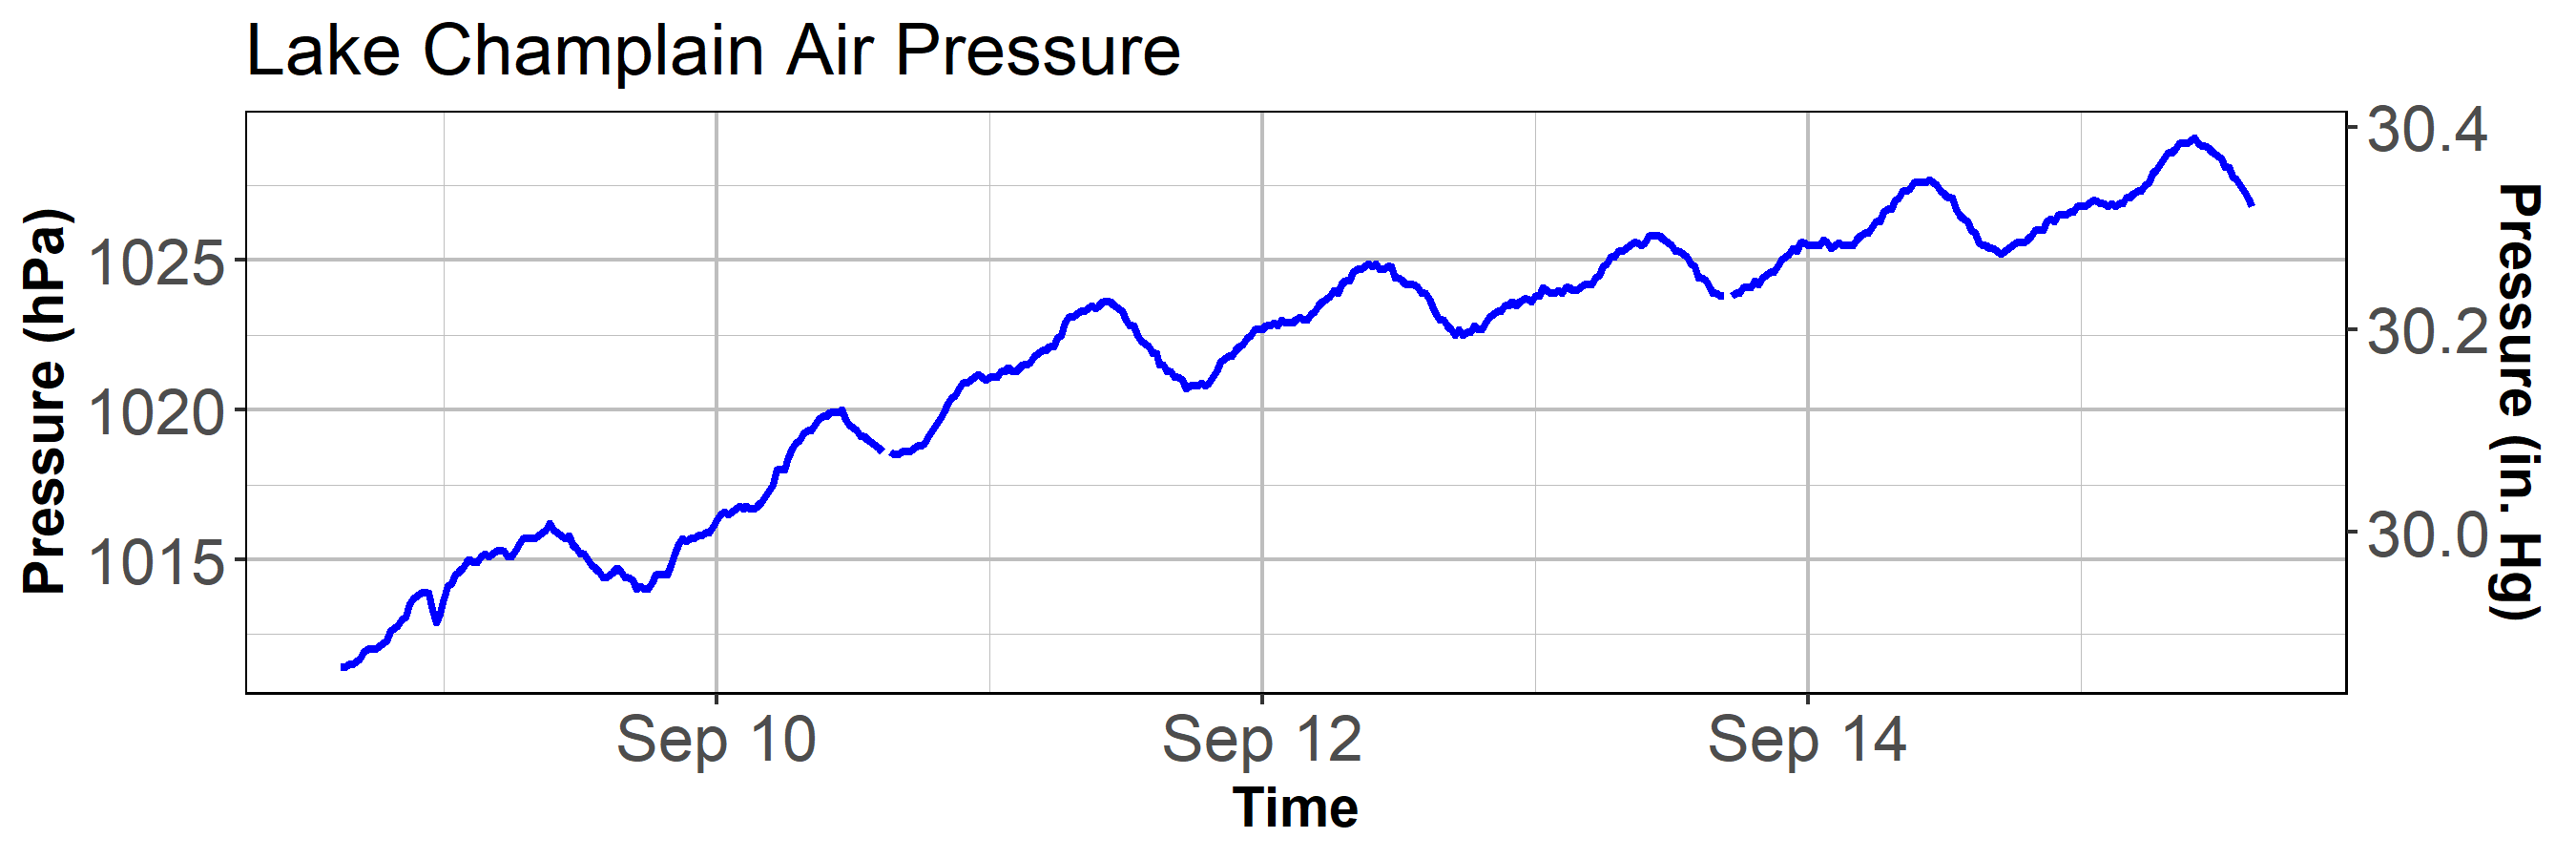 Lake Champlain Air Pressure
Pressure (hPa)
1025
1020
1015
30.4
30.2
30.0
Pressure (in. Hg)
Sep 10
Sep 12
Sep 14
Time